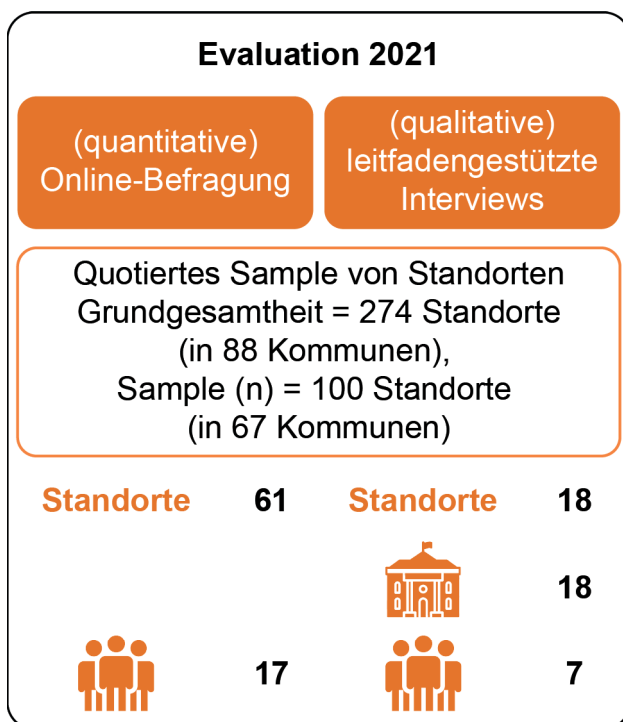 Evaluation 2021
(quantitative)
Online-Befragung
(qualitative)
leitfadengestützte
Interviews
Quotiertes Sample von Standorten
Grundgesamtheit = 274 Standorte
(in 88 Kommunen),
Sample (n) = 100 Standorte
(in 67 Kommunen)
Standorte 61 Standorte 18
18
17 7